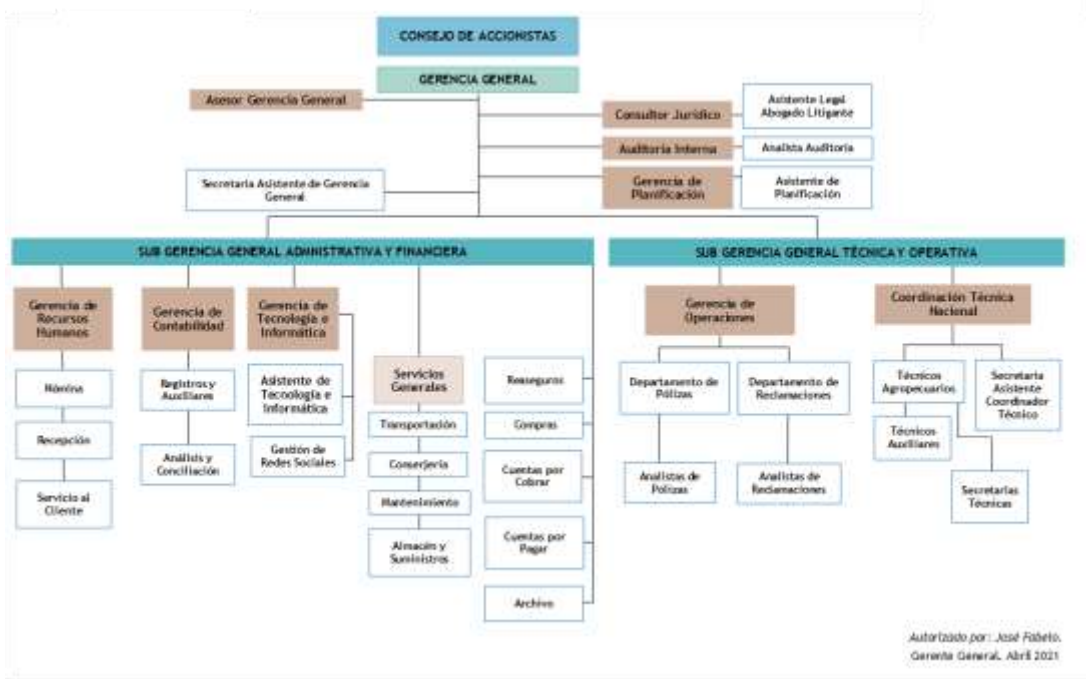 CONSEJO DE ACCIONISTAS
GERENCIA GENERAL
Asesor Gerencia General
Consultor Jurídico
Asistente Legal
Abogado Litigante
Auditoría Interna
Analista Auditoría
Gerencia de
Planificación
Asistente de
Planificación
Secretaria Asistente de Gerencia
General
SUB GERENCIA GENERAL ADMNISTRATIVA Y FINANCIERA
SUB GERENCIA GENERAL TÉCNICA Y OPERATIVA
Gerencia de
Recursos
Humanos
Nómina
Recepción
Servicio al
Cliente
Gerencia de
Contabilidad
Registros y
Auxiliares
Análisis y
Conciliación
Gerencia de
Tecnología e
Informática
Asistente de
Tecnología e
Informática
Gestión de
Redes Sociales
Servicios
Generales
Transportación
Conserjería
Mantenimiento
Almacén y
Suministros
Reaseguros
Compras
Cuentas por
Cobrar
Cuentas por
Pagar
Archivo
Gerencia de
Operaciones
Departamento de
Pólizas
Analistas de
Pólizas
Departamento de
Reclamaciones
Analistas de
Reclamaciones
Coordinación Técnica
Nacional
Técnicos
Agropecuarios
Técnicos
Auxiliares
Secretaria
Asistente
Coordinador
Técnico
Secretarias
Técnicas
Autorizado por: José Fabelo.
Gerente General. Abril 2021